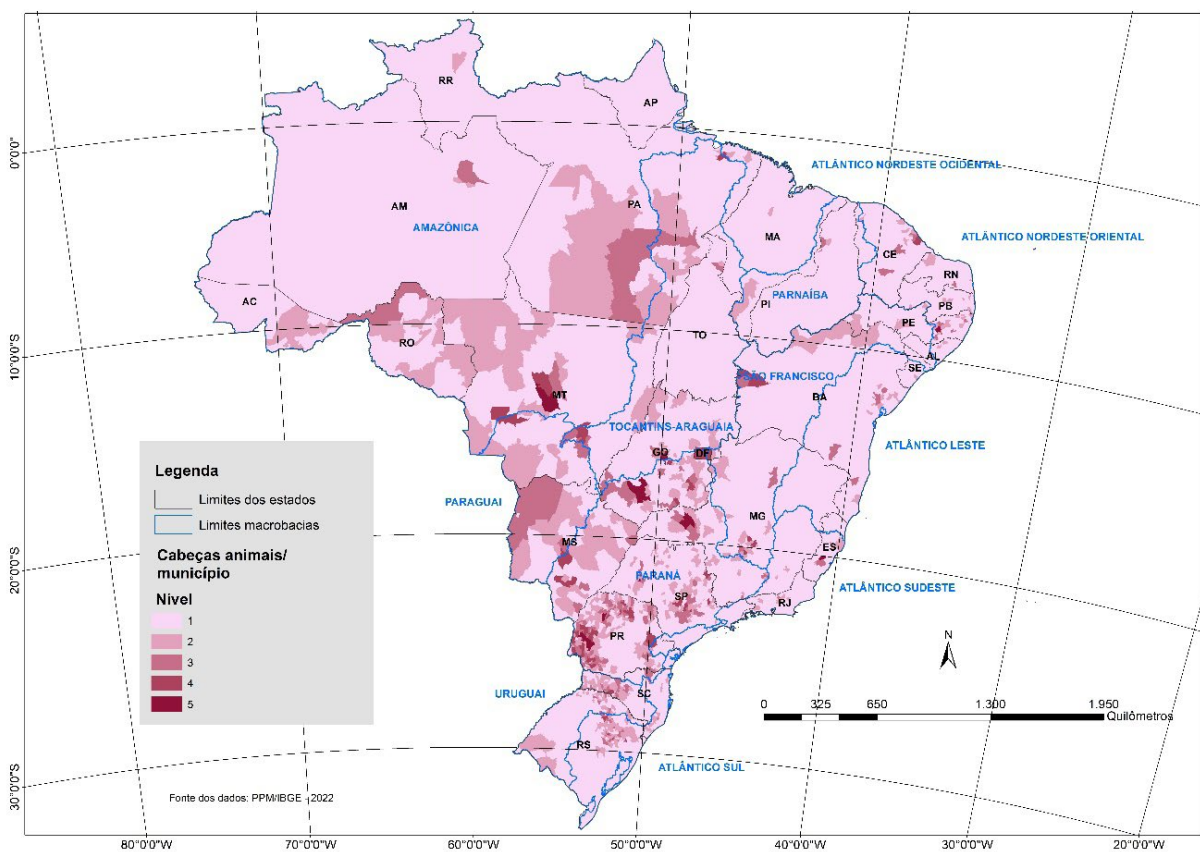 RR
AP
ATLÂNTICO NORDESTE OCIDENTAL
AM
PA
AMAZÔNICA
MA
ATLÂNTICO NORDESTE ORIENTAL
CE
RN
AC
PARNAÍBA
PI
PB
PE
RO
TO
AL
SE
SÃO FRANCISCO
MT
BA
TOCANTINS-ARAGUAIA
ATLÂNTICO LESTE
GO
DF
PARAGUAI
MG
MS
ES
PARANÁ
ATLÂNTICO SUDESTE
SP
RJ
PR
URUGUAI
SC
RS
ATLÂNTICO SUL
Legenda
Limites dos estados
Limites macrobacias
Cabeças animais/
município
Nível
1
2
3
4
5
N
0 325 650 1.300 1.950
Quilômetros
Fonte dos dados: PPM/IBGE - 2022
0°0'0"
10°0'0"S
20°0'0"S
30°0'0"S
80°0'0"W 70°0'0"W 60°0'0"W 50°0'0"W 40°0'0"W 30°0'0"W 20°0'0"W